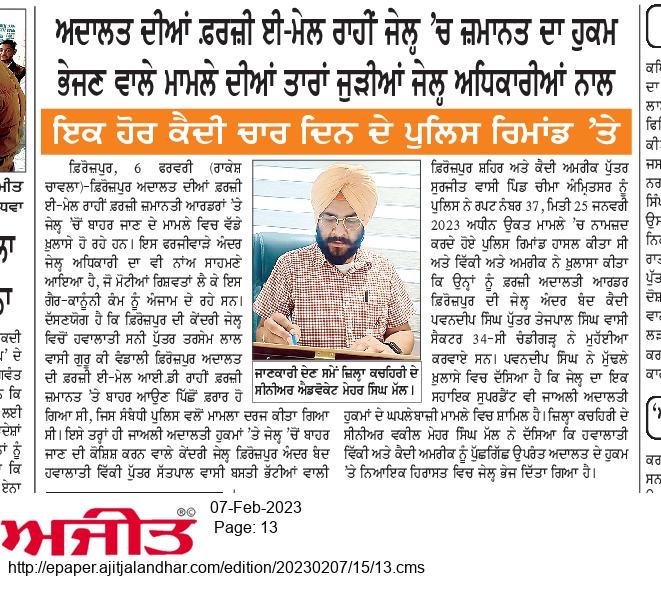 ਅਦਾਲਤ ਦੀਆਂ ਫ਼ਰਜ਼ੀ ਈ-ਮੇਲ ਰਾਹੀਂ ਜੇਲ੍ਹ ’ਚ ਜ਼ਮਾਨਤ ਦਾ ਹੁਕਮ
ਭੇਜਣ ਵਾਲੇ ਮਾਮਲੇ ਦੀਆਂ ਤਾਰਾਂ ਜੁੜੀਆਂ ਜੇਲ੍ਹ ਅਧਿਕਾਰੀਆਂ ਨਾਲ
ਇਕ ਹੋਰ ਕੈਦੀ ਚਾਰ ਦਿਨ ਦੇ ਪੁਲਿਸ ਰਿਮਾਂਡ ’ਤੇ
ਫ਼ਿਰੋਜ਼ਪੁਰ, 6 ਫਰਵਰੀ (ਰਾਕੇਸ਼
ਚਾਵਲਾ)-ਫ਼ਿਰੋਜ਼ਪੁਰ ਅਦਾਲਤ ਦੀਆਂ ਫ਼ਰਜ਼ੀ
ਈ-ਮੇਲ ਰਾਹੀਂ ਫ਼ਰਜ਼ੀ ਜ਼ਮਾਨਤੀ ਆਰਡਰਾਂ ’ਤੇ
ਜੇਲ੍ਹ ’ਚੋਂ ਬਾਹਰ ਜਾਣ ਦੇ ਮਾਮਲੇ ਵਿਚ ਵੱਡੇ
ਖ਼ੁਲਾਸੇ ਹੋ ਰਹੇ ਹਨ। ਇਸ ਫਰਜੀਵਾੜੇ ਅੰਦਰ
ਜੇਲ੍ਹ ਅਧਿਕਾਰੀ ਦਾ ਵੀ ਨਾਂਅ ਸਾਹਮਣੇ
ਆਇਆ ਹੈ, ਜੋ ਮੋਟੀਆਂ ਰਿਸ਼ਵਤਾਂ ਲੈ ਕੇ ਇਸ
ਗੈਰ-ਕਾਨੂੰਨੀ ਕੰਮ ਨੂੰ ਅੰਜਾਮ ਦੇ ਰਹੇ ਸਨ।
ਦੱਸਣਯੋਗ ਹੈ ਕਿ ਫ਼ਿਰੋਜ਼ਪੁਰ ਦੀ ਕੇਂਦਰੀ ਜੇਲ੍ਹ
ਵਿਚੋਂ ਹਵਾਲਾਤੀ ਸਨੀ ਪੁੱਤਰ ਤਰਸੇਮ ਲਾਲ
ਵਾਸੀ ਗੁਰੂ ਕੀ ਵੰਡਾਲੀ ਫ਼ਿਰੋਜ਼ਪੁਰ ਅਦਾਲਤ
ਦੀ ਫ਼ਰਜ਼ੀ ਈ-ਮੇਲ ਆਈ.ਡੀ ਰਾਹੀਂ ਫ਼ਰਜ਼ੀ
ਜ਼ਮਾਨਤ ’ਤੇ ਬਾਹਰ ਆਉਣ ਪਿੱਛੋਂ ਫ਼ਰਾਰ ਹੋ
ਗਿਆ ਸੀ, ਜਿਸ ਸੰਬੰਧੀ ਪੁਲਿਸ ਵਲੋਂ ਮਾਮਲਾ ਦਰਜ ਕੀਤਾ ਗਿਆ
ਸੀ। ਇਸੇ ਤਰ੍ਹਾਂ ਹੀ ਜਾਅਲੀ ਅਦਾਲਤੀ ਹੁਕਮਾਂ ’ਤੇ ਜੇਲ੍ਹ ’ਚੋਂ ਬਾਹਰ
ਜਾਣ ਦੀ ਕੋਸ਼ਿਸ਼ ਕਰਨ ਵਾਲੇ ਕੇਂਦਰੀ ਜੇਲ੍ਹ ਫ਼ਿਰੋਜ਼ਪੁਰ ਅੰਦਰ ਬੰਦ
ਹਵਾਲਾਤੀ ਵਿੱਕੀ ਪੁੱਤਰ ਸੱਤਪਾਲ ਵਾਸੀ ਬਸਤੀ ਭੱਟੀਆਂ ਵਾਲੀ
ਜਾਣਕਾਰੀ ਦੇਣ ਸਮੇਂ ਜ਼ਿਲ੍ਹਾ ਕਚਹਿਰੀ ਦੇ
ਸੀਨੀਅਰ ਐਡਵੋਕੇਟ ਮੇਹਰ ਸਿੰਘ ਮੱਲ।
ਫ਼ਿਰੋਜ਼ਪੁਰ ਸ਼ਹਿਰ ਅਤੇ ਕੈਦੀ ਅਮਰੀਕ ਪੁੱਤਰ
ਸੁਰਜੀਤ ਵਾਸੀ ਪਿੰਡ ਚੀਮਾ ਅੰਮ੍ਰਿਤਸਰ ਨੂੰ
ਪੁਲਿਸ ਨੇ ਰਪਟ ਨੰਬਰ 37, ਮਿਤੀ 25 ਜਨਵਰੀ
2023 ਅਧੀਨ ਉਕਤ ਮਾਮਲੇ ’ਚ ਨਾਮਜ਼ਦ
ਕਰਦੇ ਹੋਏ ਪੁਲਿਸ ਰਿਮਾਂਡ ਹਾਸਲ ਕੀਤਾ ਸੀ
ਅਤੇ ਵਿੱਕੀ ਅਤੇ ਅਮਰੀਕ ਨੇ ਖ਼ੁਲਾਸਾ ਕੀਤਾ
ਕਿ ਉਨ੍ਹਾਂ ਨੂੰ ਫ਼ਰਜ਼ੀ ਅਦਾਲਤੀ ਆਰਡਰ
ਫ਼ਿਰੋਜ਼ਪੁਰ ਦੀ ਜੇਲ੍ਹ ਅੰਦਰ ਬੰਦ ਕੈਦੀ
ਪਵਨਦੀਪ ਸਿੰਘ ਪੁੱਤਰ ਤੇਜਪਾਲ ਸਿੰਘ ਵਾਸੀ
ਸੈਕਟਰ 34-ਸੀ ਚੰਡੀਗੜ੍ਹ ਨੇ ਮੁਹੱਈਆ
ਕਰਵਾਏ ਸਨ। ਪਵਨਦੀਪ ਸਿੰਘ ਨੇ ਮੁੱਢਲੇ
ਖ਼ੁਲਾਸੇ ਵਿਚ ਦੱਸਿਆ ਹੈ ਕਿ ਜੇਲ੍ਹ ਦਾ ਇਕ
ਸਹਾਇਕ ਸੁਪਰਡੈਂਟ ਵੀ ਜਾਅਲੀ ਅਦਾਲਤੀ
ਹੁਕਮਾਂ ਦੇ ਘਪਲੇਬਾਜ਼ੀ ਮਾਮਲੇ ਵਿਚ ਸ਼ਾਮਿਲ ਹੈ। ਜ਼ਿਲ੍ਹਾ ਕਚਹਿਰੀ ਦੇ
ਸੀਨੀਅਰ ਵਕੀਲ ਮੇਹਰ ਸਿੰਘ ਮੱਲ ਨੇ ਦੱਸਿਆ ਕਿ ਹਵਾਲਾਤੀ
ਵਿੱਕੀ ਅਤੇ ਕੈਦੀ ਅਮਰੀਕ ਨੂੰ ਪੁੱਛਗਿੱਛ ਉਪਰੰਤ ਅਦਾਲਤ ਦੇ ਹੁਕਮ
’ਤੇ ਨਿਆਇਕ ਹਿਰਾਸਤ ਵਿਚ ਜੇਲ੍ਹ ਭੇਜ ਦਿੱਤਾ ਗਿਆ ਹੈ।
ਅਜੀਤ ®©
07-Feb-2023
Page: 13
http://epaper.ajitjalandhar.com/edition/20230207/15/13.cms